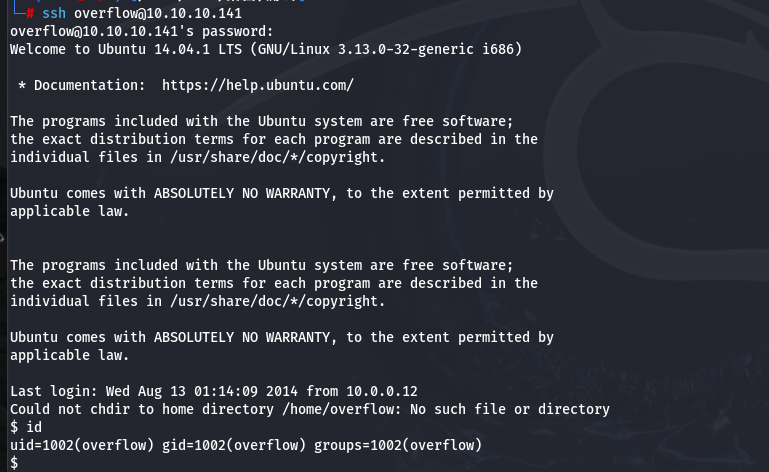 # ssh overflow@10.10.10.141
overflow@10.10.10.141's password:
Welcome to Ubuntu 14.04.1 LTS (GNU/Linux 3.13.0-32-generic i686)
* Documentation:  https://help.ubuntu.com/
The programs included with the Ubuntu system are free software;
the exact distribution terms for each program are described in the
individual files in /usr/share/doc/*/copyright.
Ubuntu comes with ABSOLUTELY NO WARRANTY, to the extent permitted by
applicable law.
The programs included with the Ubuntu system are free software;
the exact distribution terms for each program are described in the
individual files in /usr/share/doc/*/copyright.
Ubuntu comes with ABSOLUTELY NO WARRANTY, to the extent permitted by
applicable law.
Last login: Wed Aug 13 01:14:09 2014 from 10.0.0.12
Could not chdir to home directory /home/overflow: No such file or directory
$ id
uid=1002(overflow) gid=1002(overflow) groups=1002(overflow)
$